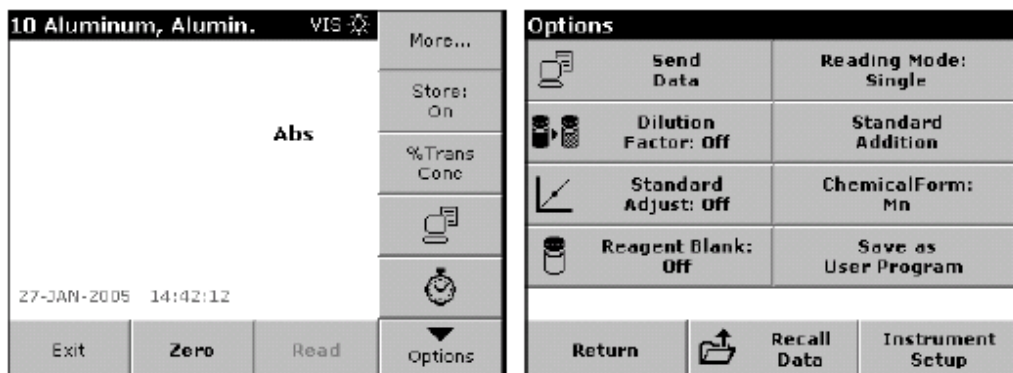 10 Aluminum, Alumin. VIS
More...
Store:
On
Abs
%Trans
Conc
27-JAN-2005 14:42:12
Exit
Zero
Read
Options
Options
Send
Data
Reading Mode:
Single
Dilution
Factor: Off
Standard
Addition
Standard
Adjust: Off
ChemicalForm:
Mn
Reagent Blank:
Off
Save as
User Program
Return
Recall
Data
Instrument
Setup